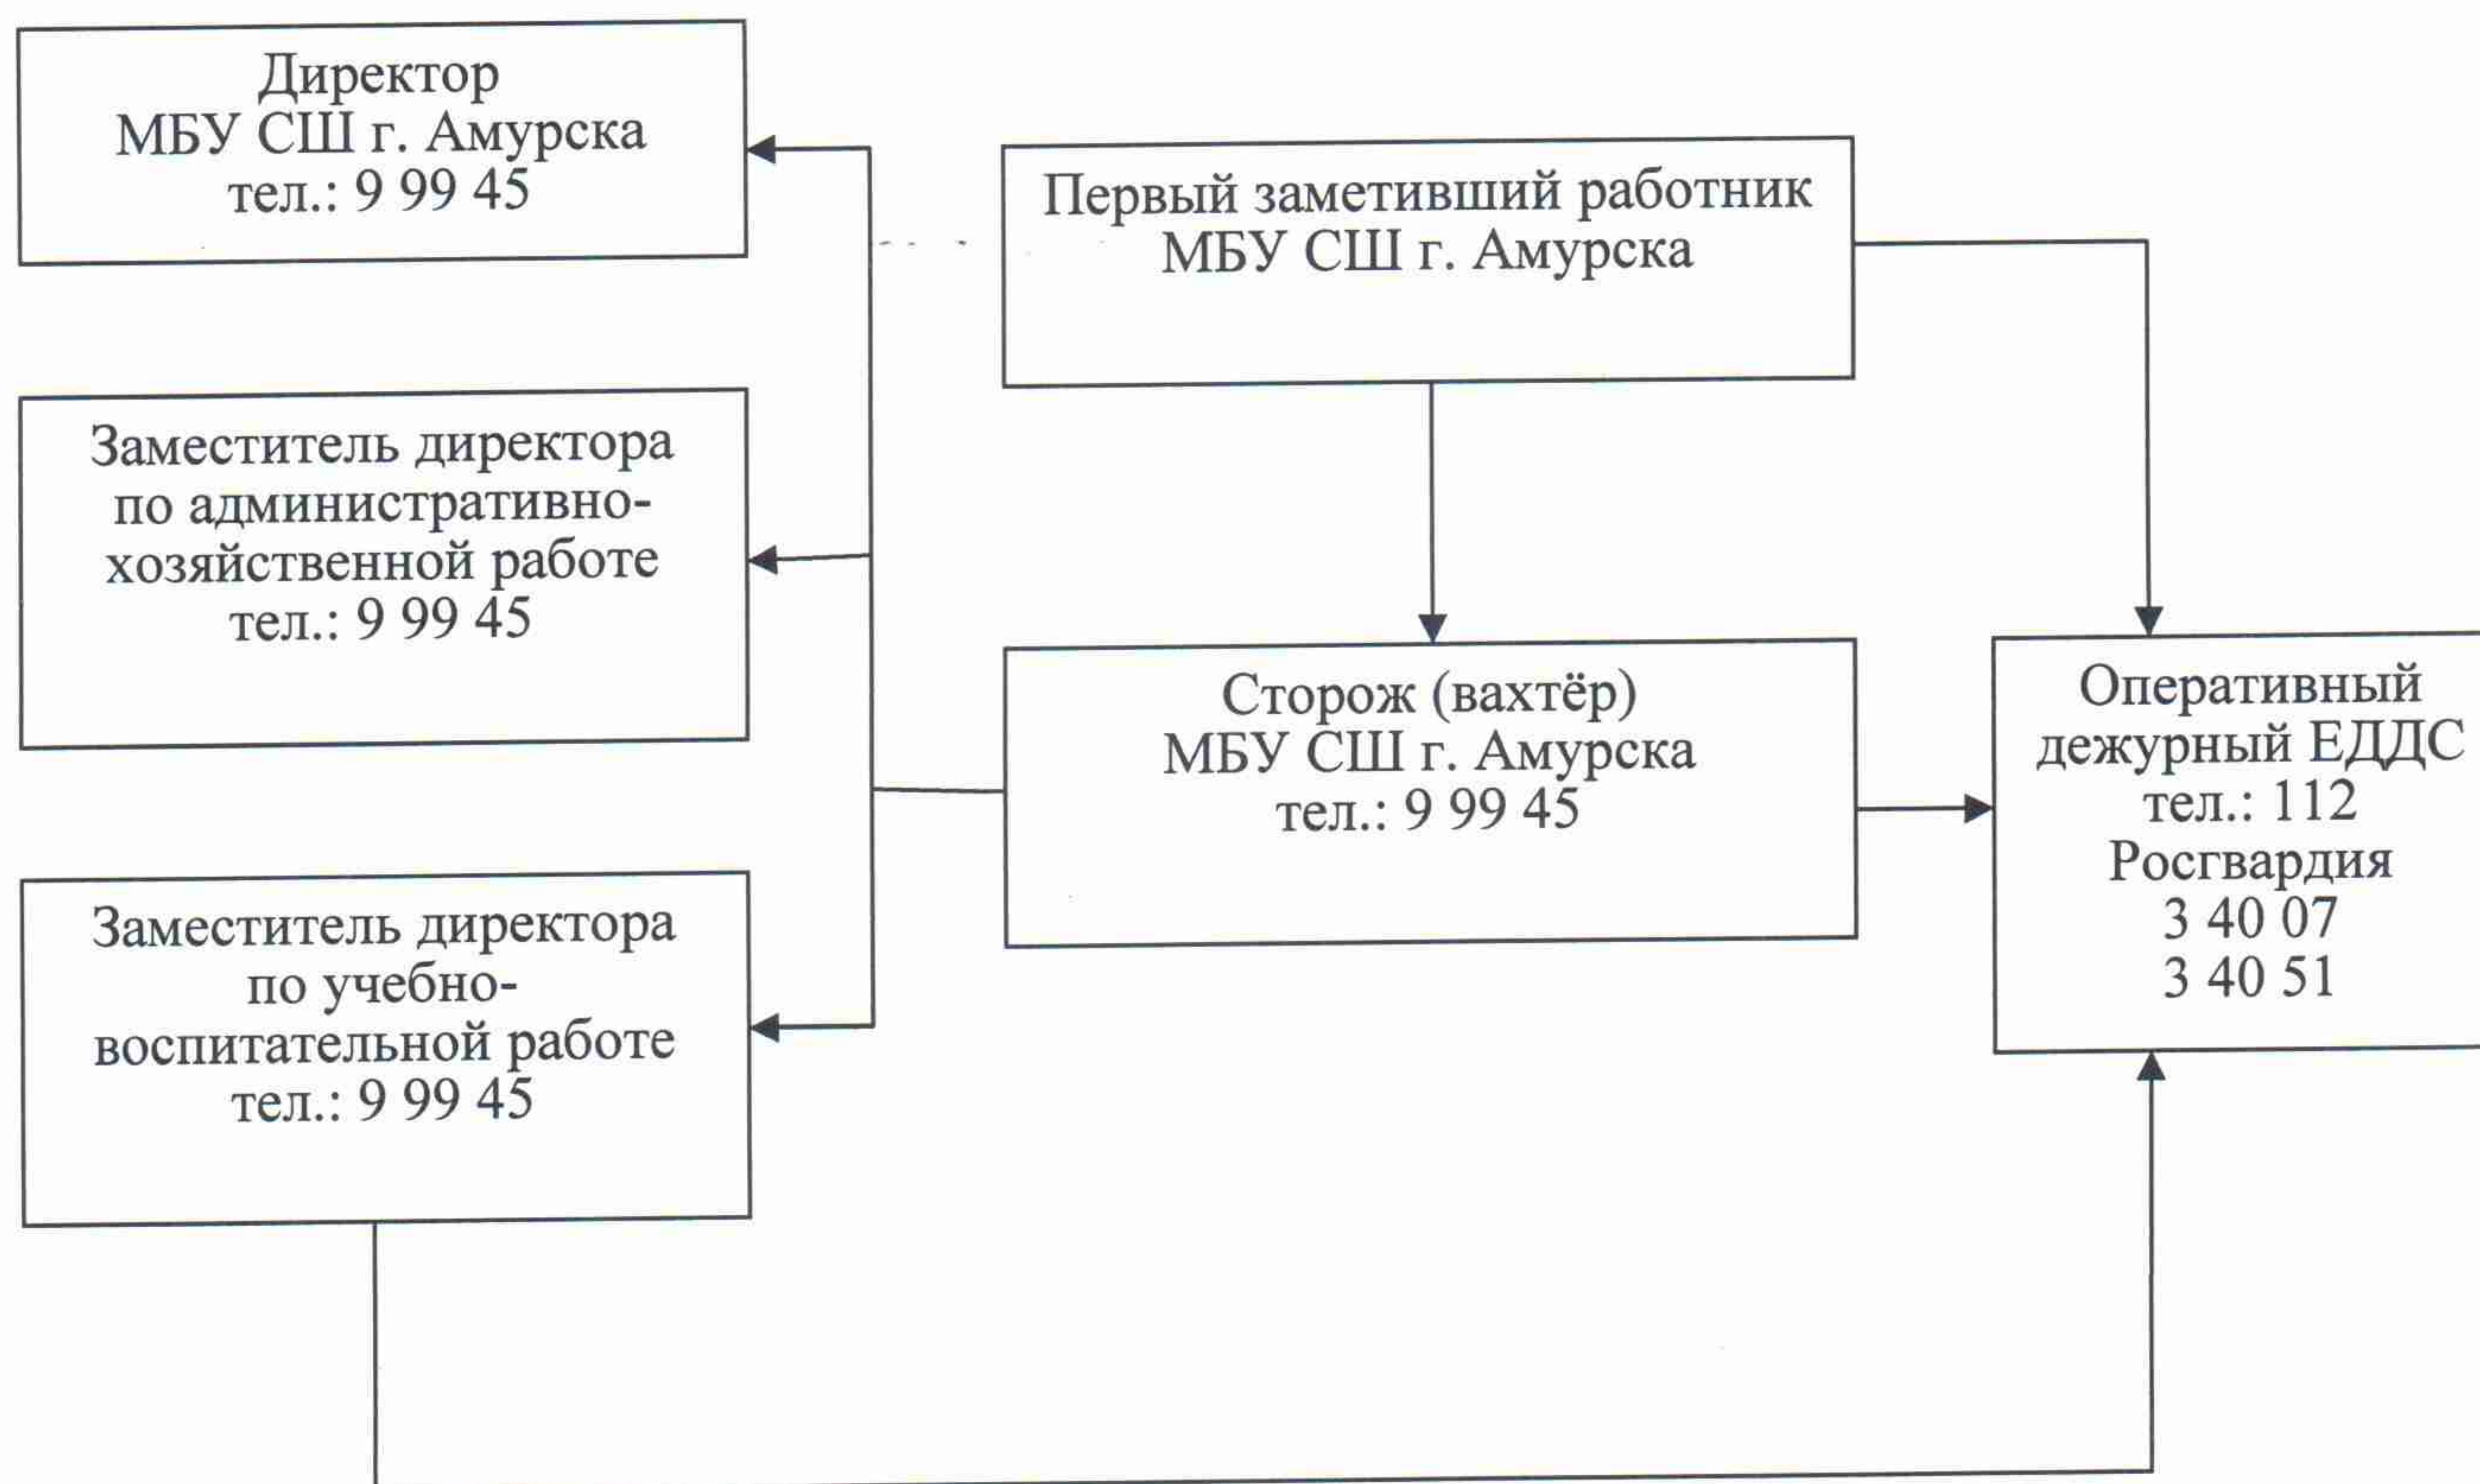 Директор
МБУ СШ г. Амурска
тел.: 9 99 45
Первый заметивший работник
МБУ СШ г. Амурска
Заместитель директора
по административно-
хозяйственной работе
тел.: 9 99 45
Сторож (вахтёр)
МБУ СШ г. Амурска
тел.: 9 99 45
Оперативный
дежурный ЕДДС
тел.: 112
Росгвардия
3 40 07
3 40 51
Заместитель директора
по учебно-
воспитательной работе
тел.: 9 99 45